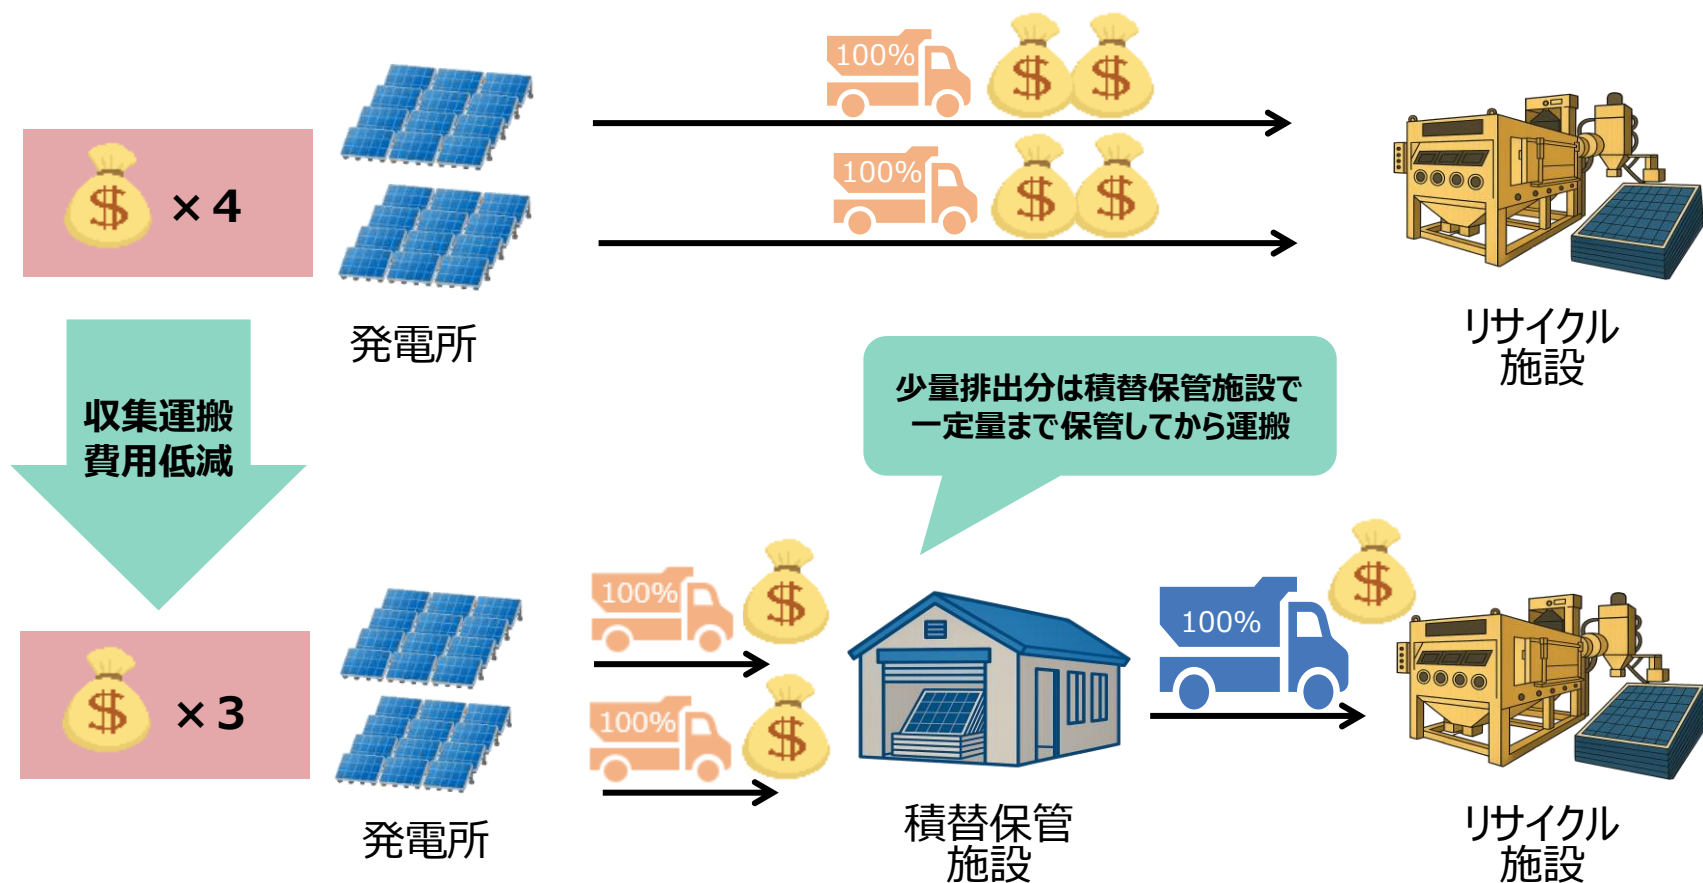 100%
$ $
100%
$ $
$ ×4
発電所
リサイクル
施設
収集運搬
費用低減
少量排出分は積替保管施設で
一定量まで保管してから運搬
$ ×3
100%
$
100%
$
100%
$
発電所
積替保管
施設
リサイクル
施設